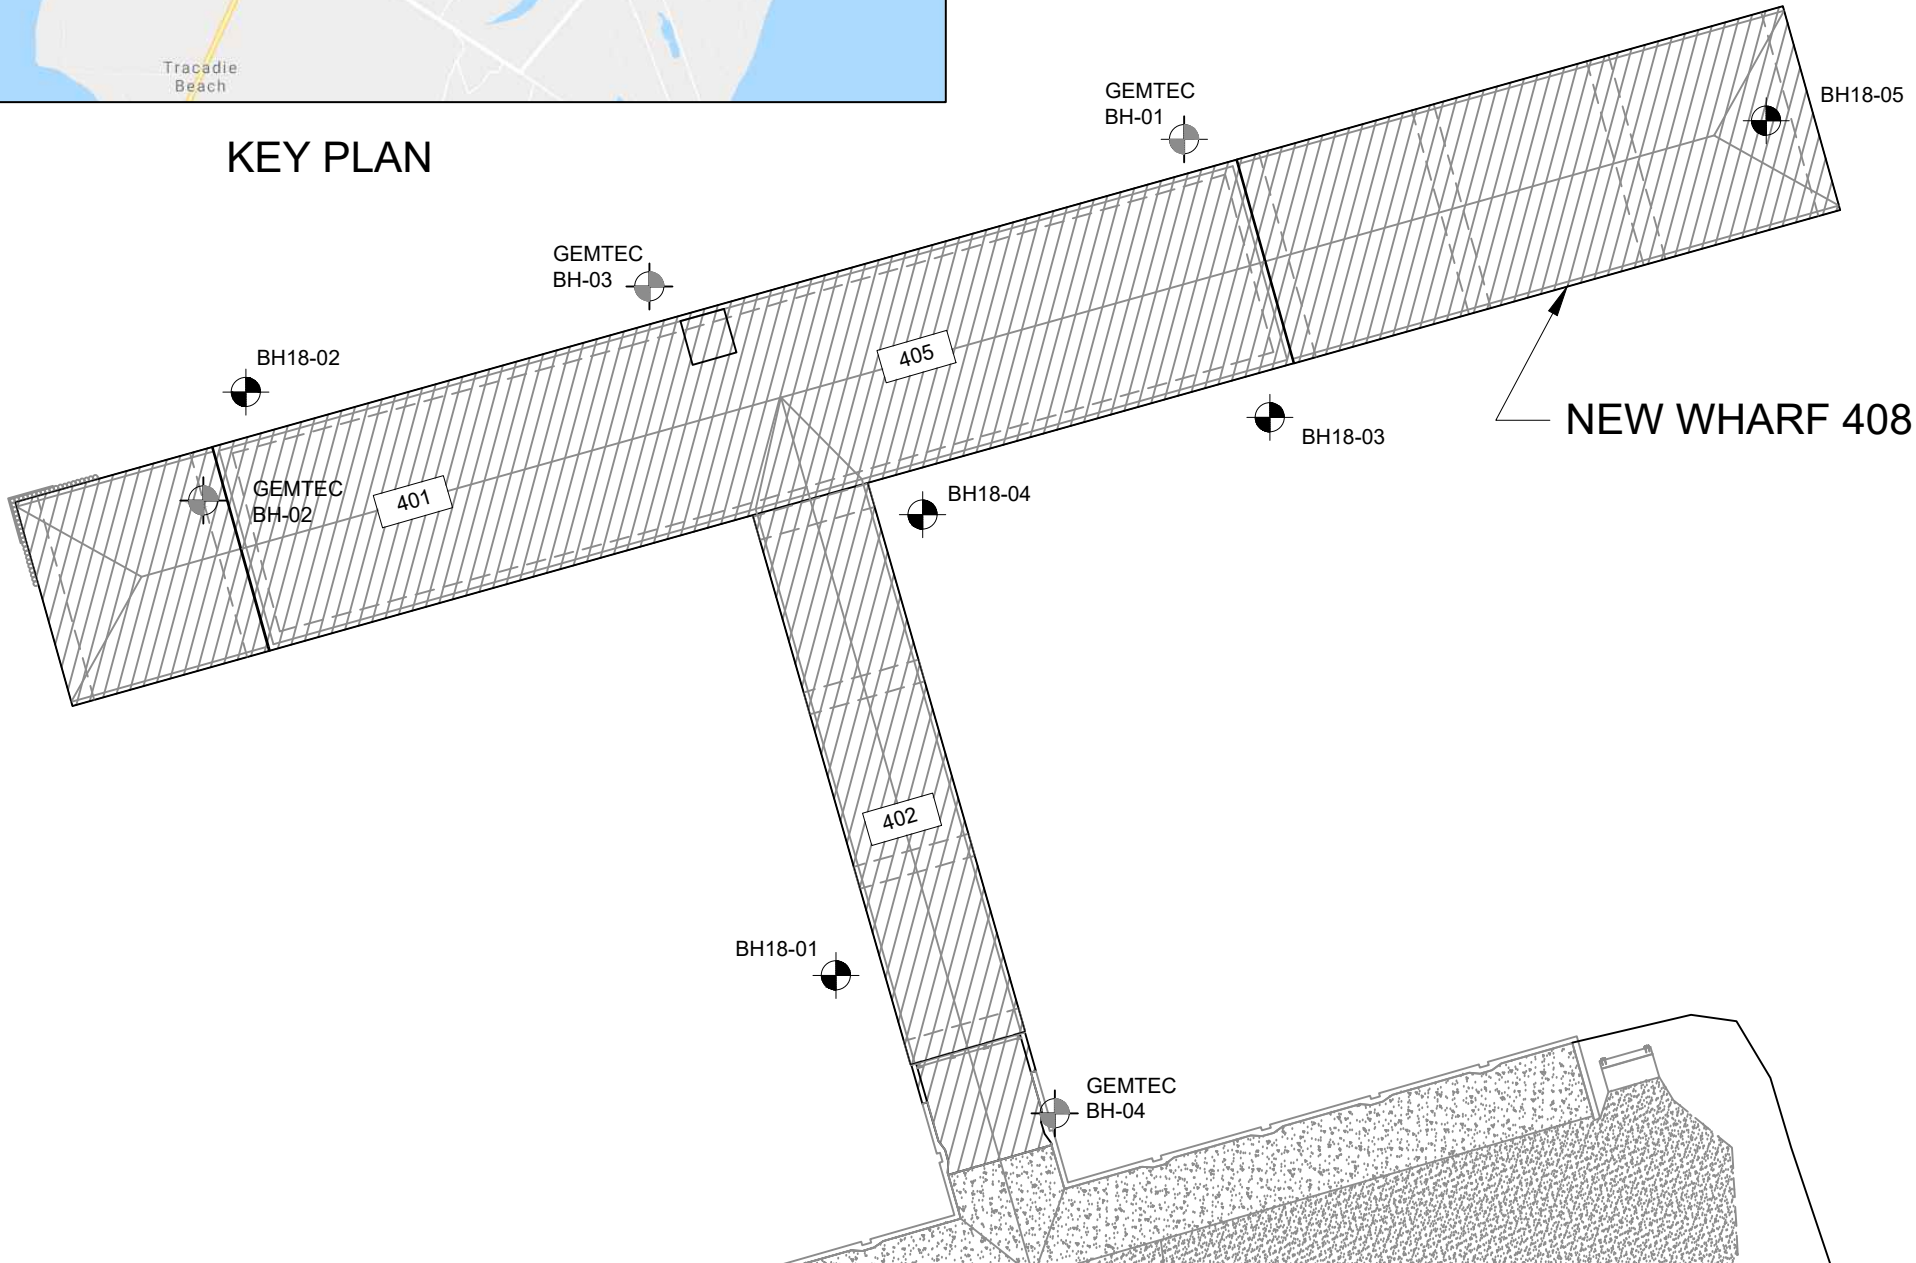 Tracadie
Beach
KEY PLAN
GEMTEC
BH-01
BH18-05
GEMTEC
BH-03
BH18-02
405
NEW WHARF 408
BH18-03
GEMTEC
BH-02
401
BH18-04
402
BH18-01
GEMTEC
BH-04